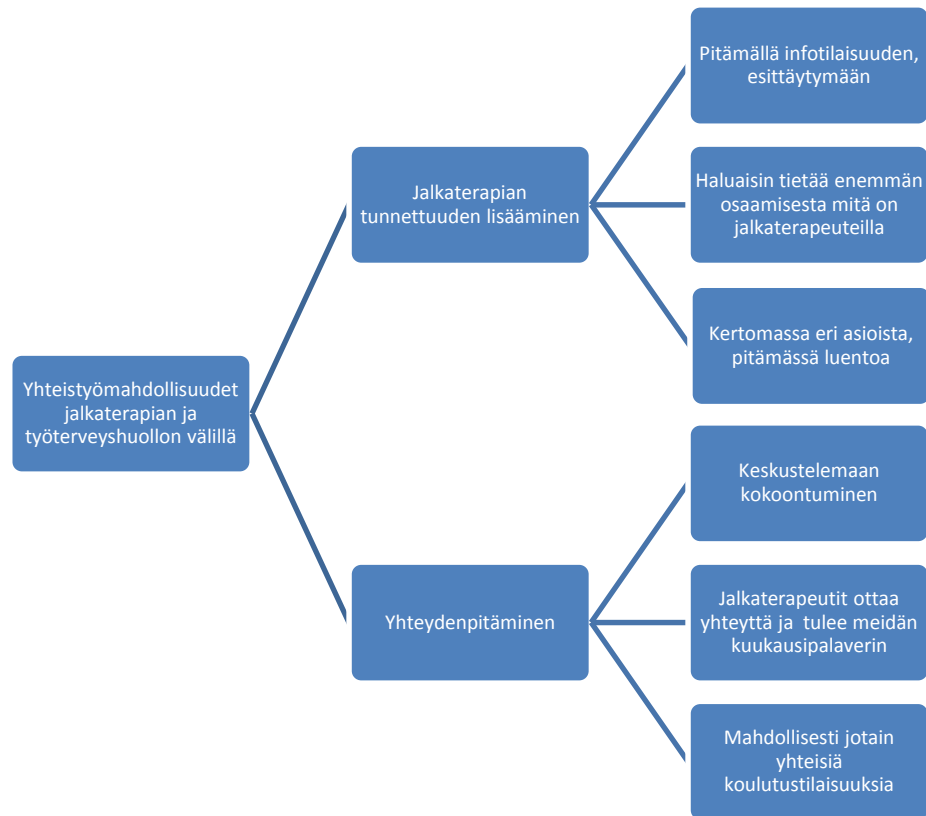 Yhteistyömahdollisuudet
jalkaterapian ja
työterveyshuollon välillä
Jalkaterapian
tunnettuuden lisääminen
Pitämällä infotilaisuuden,
esittäytymään
Haluaisin tietää enemmän
osaamisesta mitä on
jalkaterapeuteilla
Kertomassa eri asioista,
pitämässä luentoa
Yhteydenpitäminen
Keskustelemaan
kokoontuminen
Jalkaterapeutit ottaa
yhteyttä ja  tulee meidän
kuukausipalaverin
Mahdollisesti jotain
yhteisiä
koulutustilaisuuksia